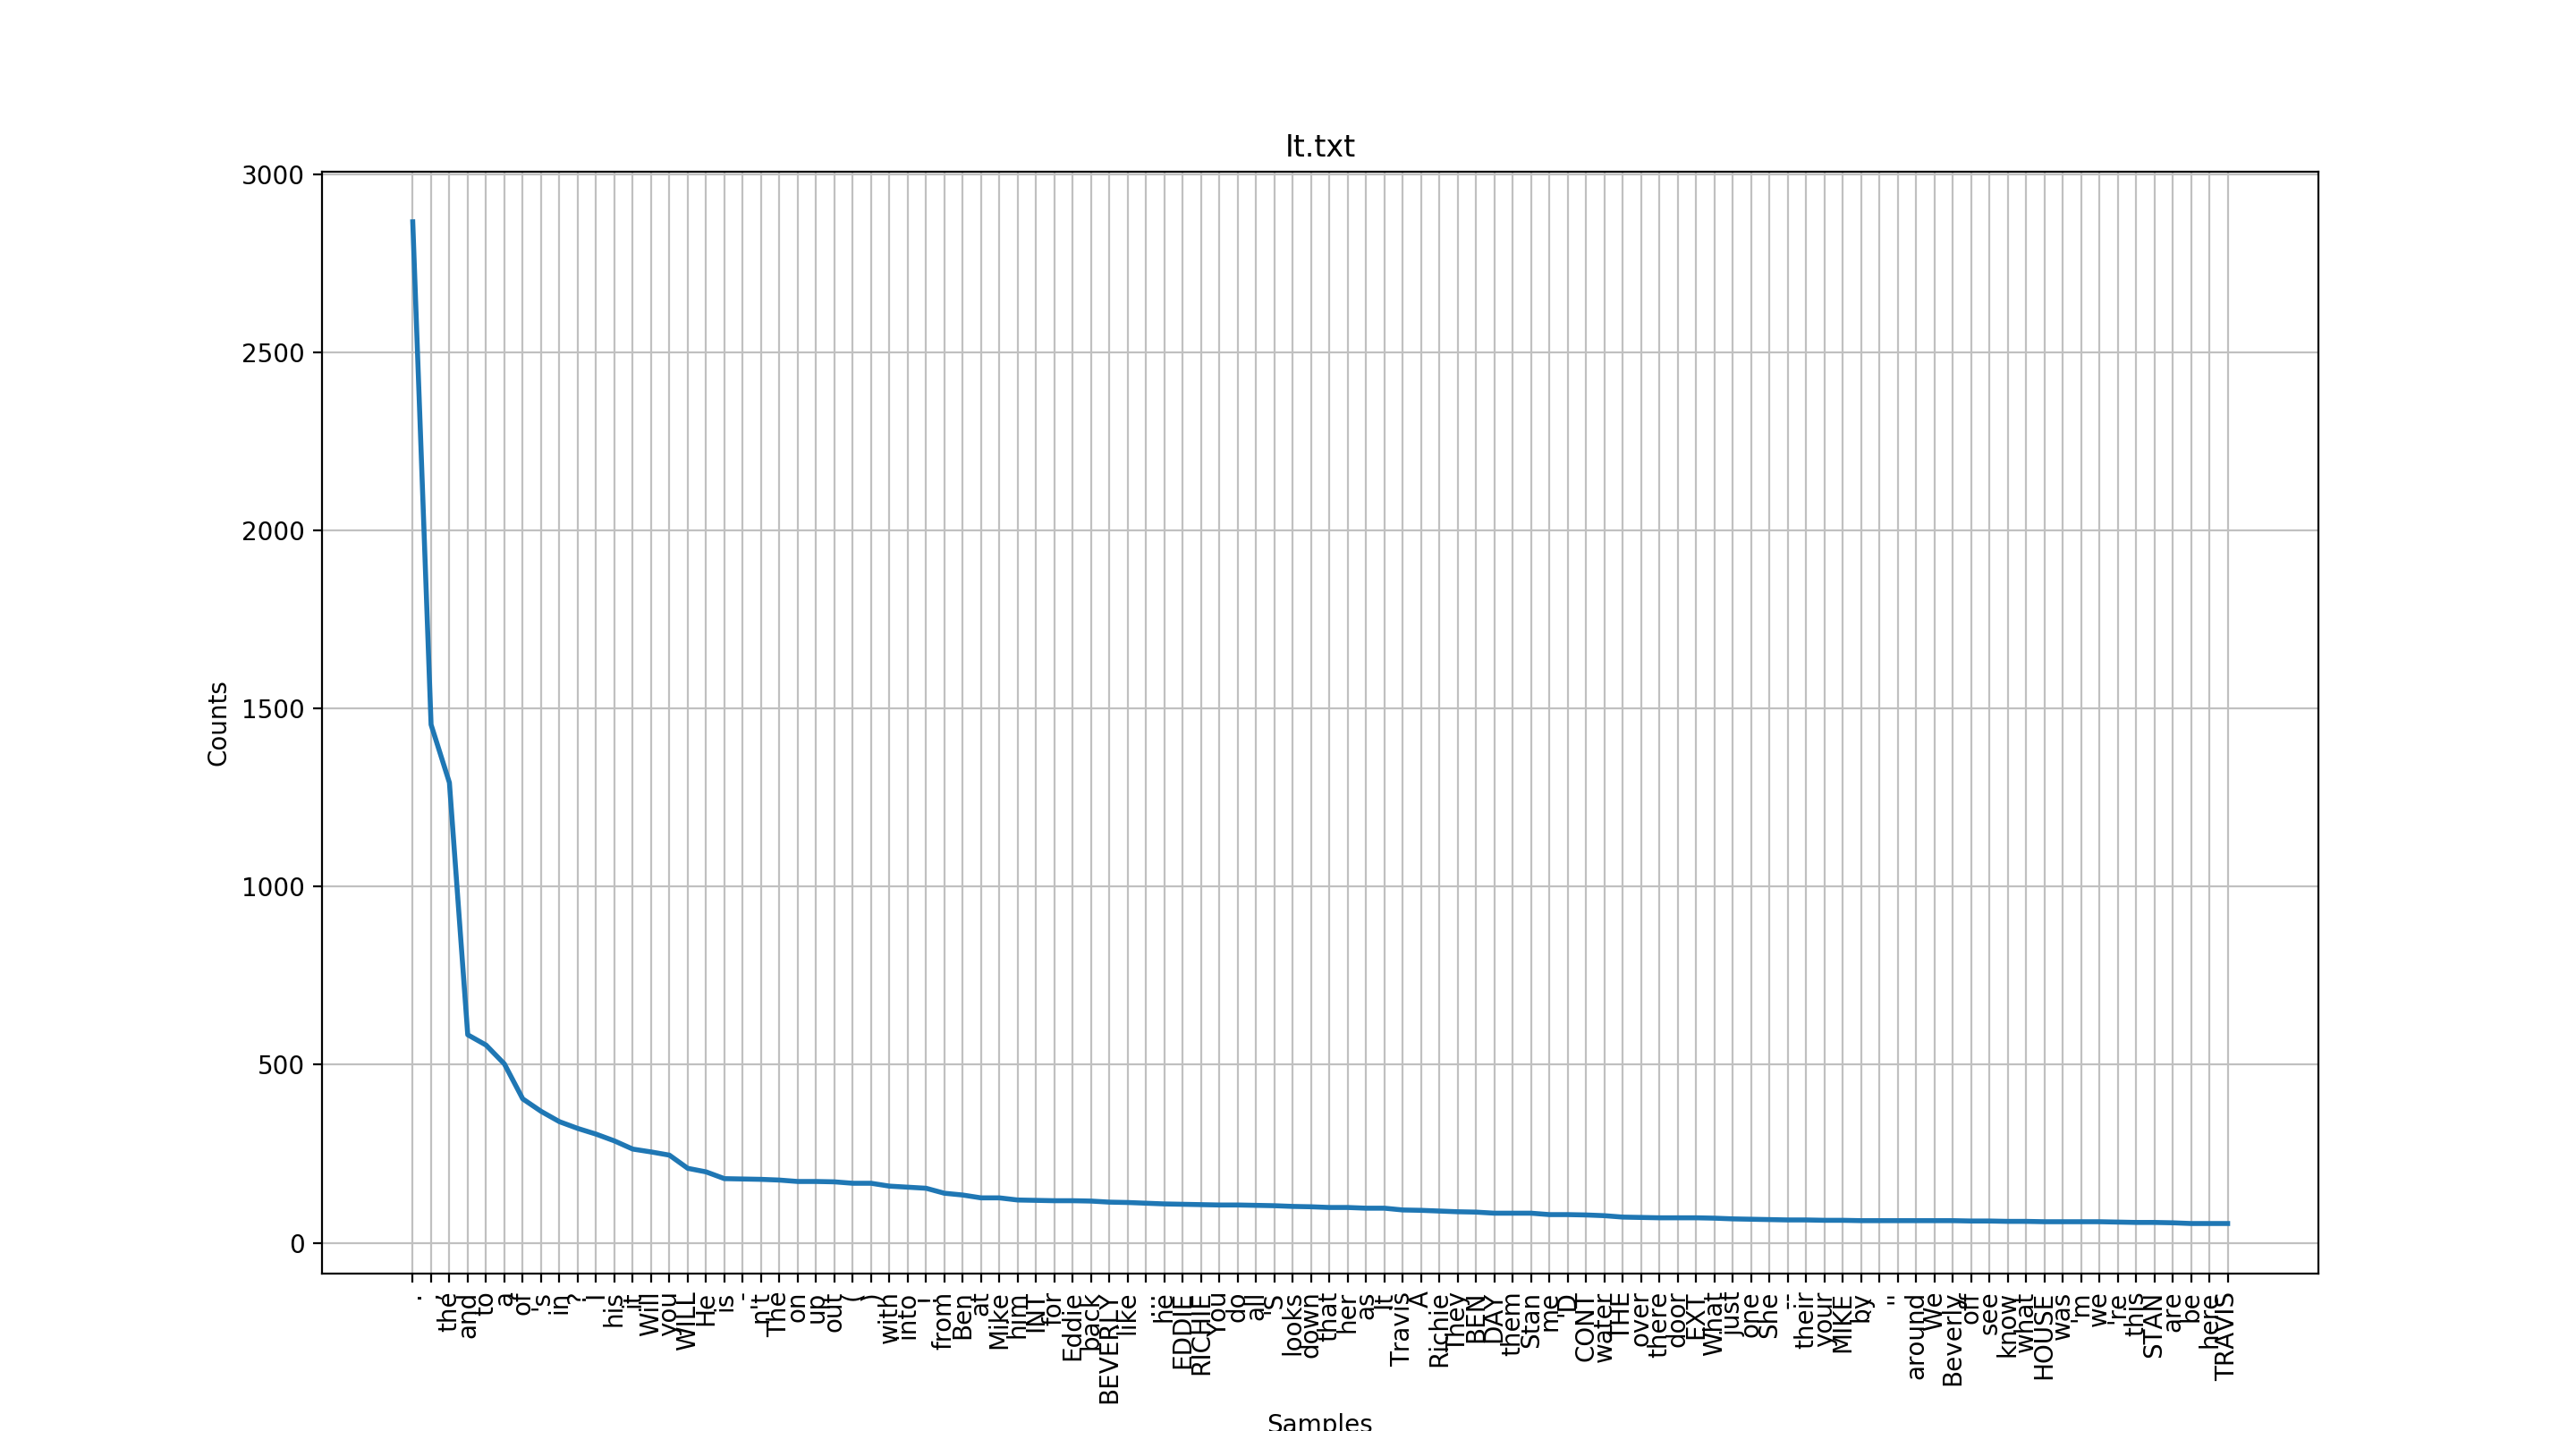 It.txt
3000
2500
2000
1500
1000
500
0
Counts
.
,
the
and
to
a
of
's
in
?
I
his
it
Will
you
WILL
He
is
-
n't
The
on
up
out
(
)
with
into
!
from
Ben
at
Mike
him
INT
for
Eddie
back
BEVERLY
like
he
EDDIE
RICHIE
You
do
all
'S
looks
down
that
her
as
It
Travis
A
Richie
They
BEN
DAY
them
Stan
me
'D
CONT
water
THE
over
there
door
EXT
What
just
one
She
--
their
your
MIKE
by
around
We
Beverly
off
see
know
what
HOUSE
was
'm
we
're
this
STAN
are
be
here
TRAVIS
Samples